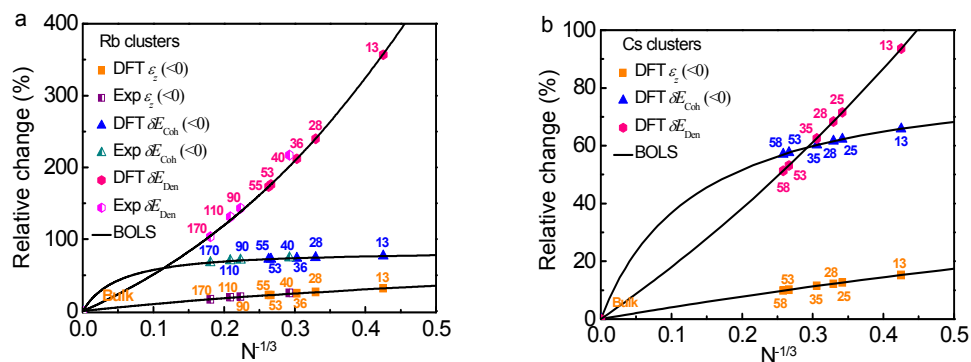 a
Relative change (%)
400
300
200
100
0
Rb clusters
DFT εz (<0)
Exp εz (<0)
DFT δECoh (<0)
Exp δECoh (<0)
DFT δEDen
Exp δEDen
BOLS
13
28
36
40
53
55
90
110
170
170
110
90
55
53
40
36
28
13
Bulk
170
110
90
55
53
40
36
28
13
0.0 0.1 0.2 0.3 0.4 0.5
N-1/3
b
Relative change (%)
100
80
60
40
20
0
Cs clusters
DFT εz (<0)
DFT δECoh (<0)
DFT δEDen
BOLS
13
25
28
35
53
58
58
53
35
28
25
13
Bulk
58
53
35
28
25
13
0.0 0.1 0.2 0.3 0.4 0.5
N-1/3